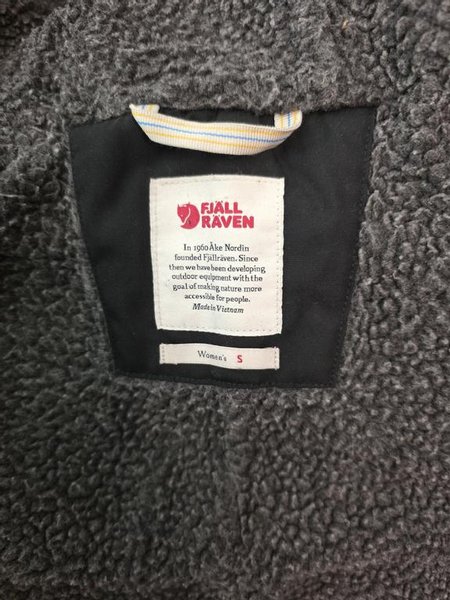 FJÄLL
RÄVEN
In 1960 Åke Nordin
founded Fjällräven. Since
then we have been developing
outdoor equipment with the
goal of making nature more
accessible for people.
Made in Vietnam
Women's S